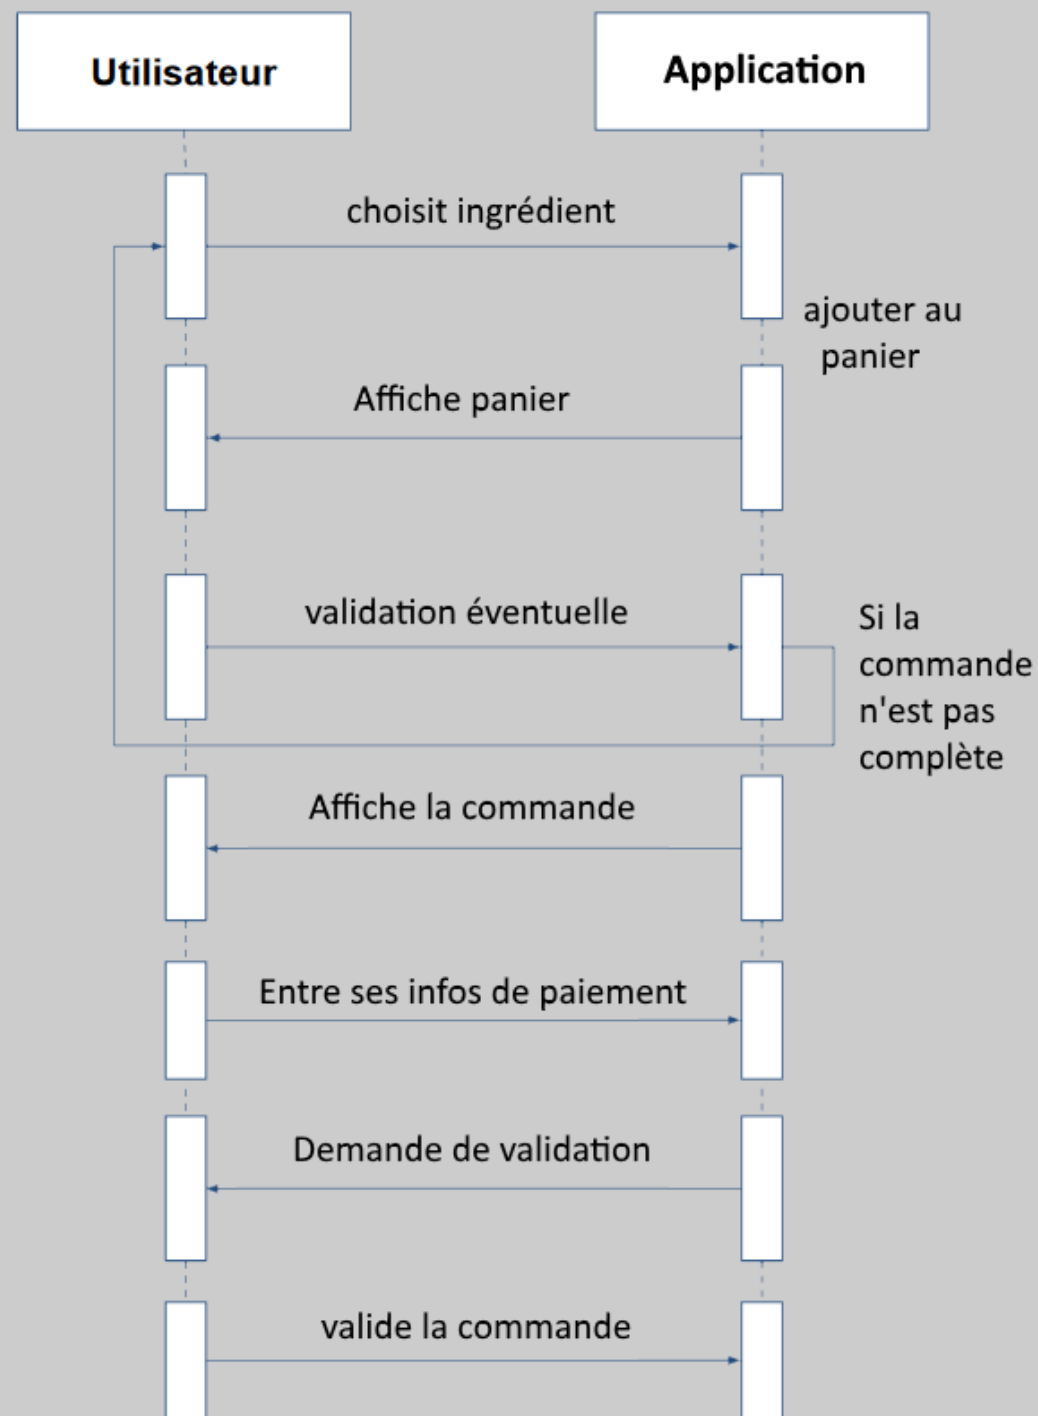 Utilisateur
Application
choisit ingrédient
ajouter au
panier
Affiche panier
validation éventuelle
Si la
commande
n'est pas
complète
Affiche la commande
Entre ses infos de paiement
Demande de validation
valide la commande